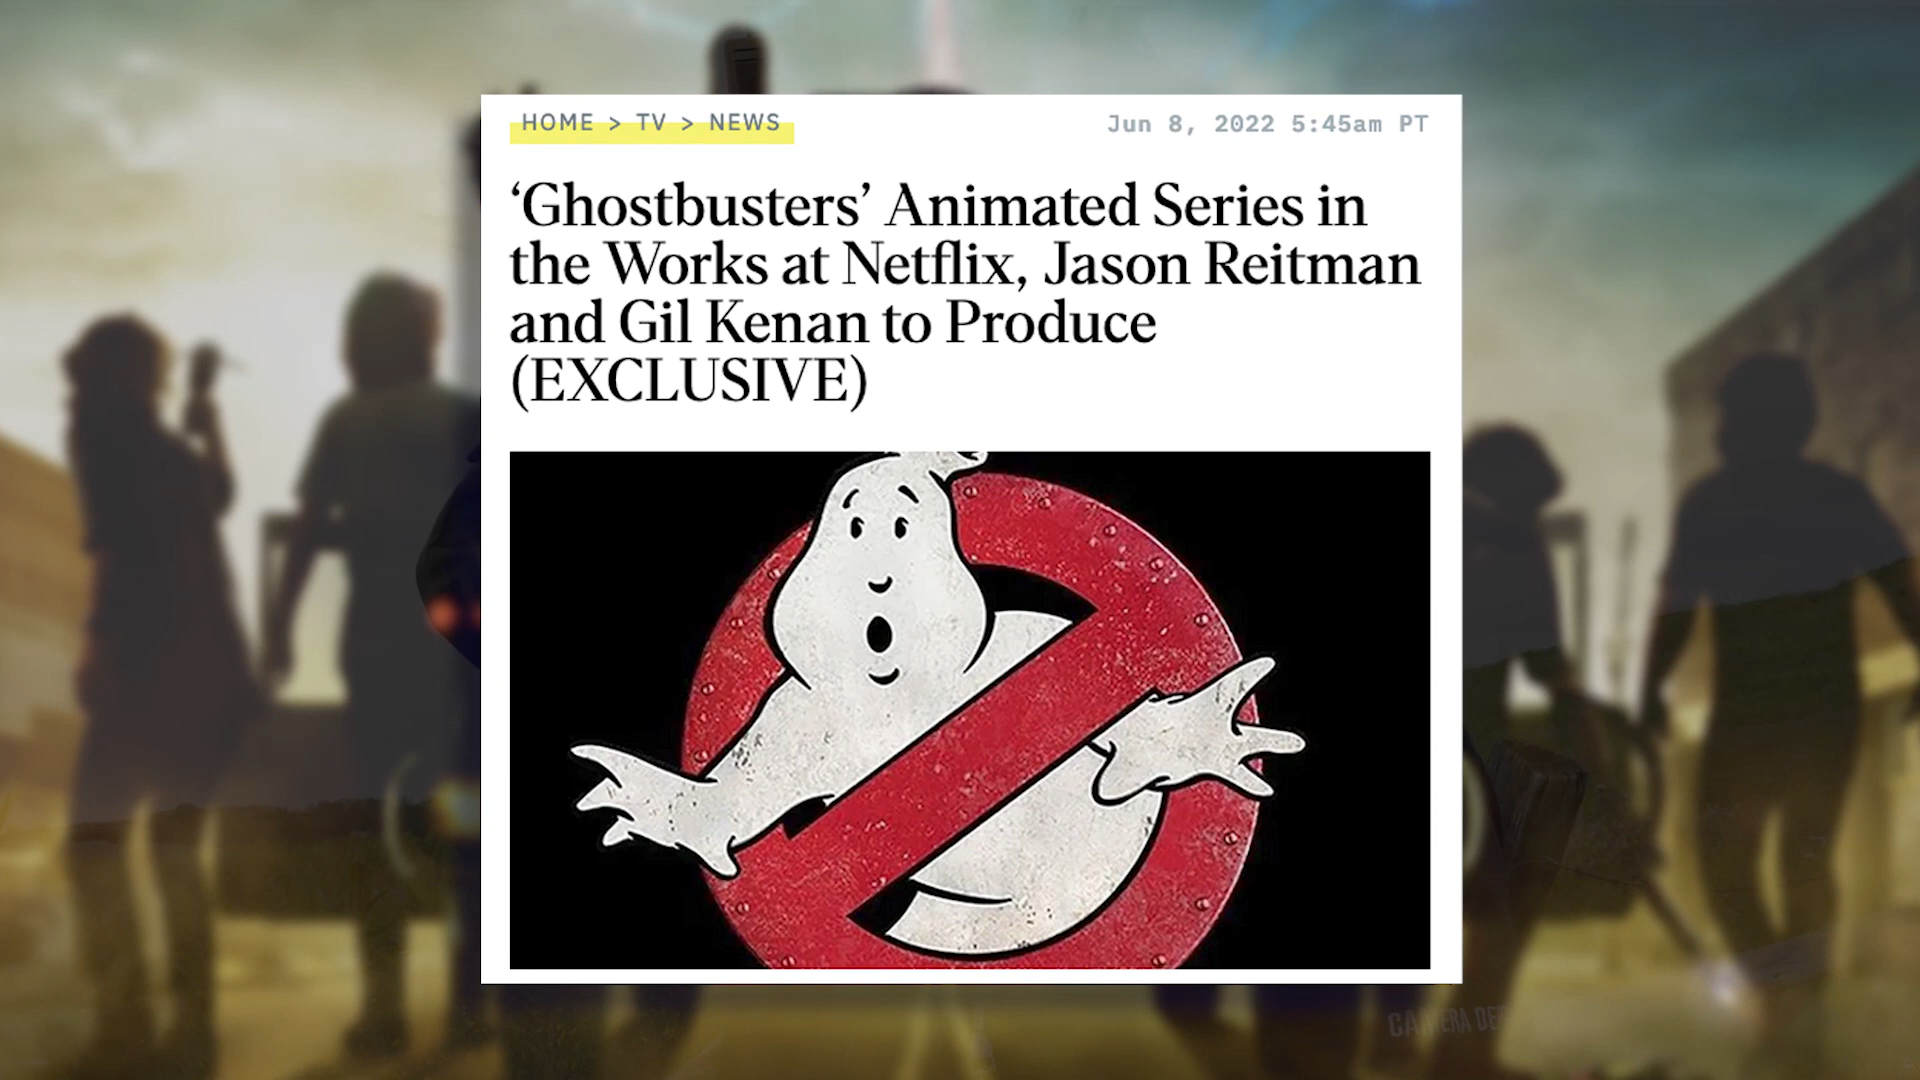 HOME > TV > NEWS
Jun 8, 2022 5:45am PT
‘Ghostbusters’ Animated Series in
the Works at Netflix, Jason Reitman
and Gil Kenan to Produce
(EXCLUSIVE)